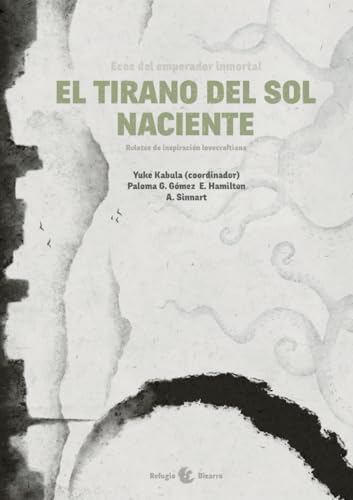 Ecos del emperador inmortal
EL TIRANO DEL SOL
NACIENTE
Relatos de inspiración lovecraftiana
Yuke Kabula (coordinador)
Paloma G. Gómez E. Hamilton
A. Sinnart
Refugio Bizarro